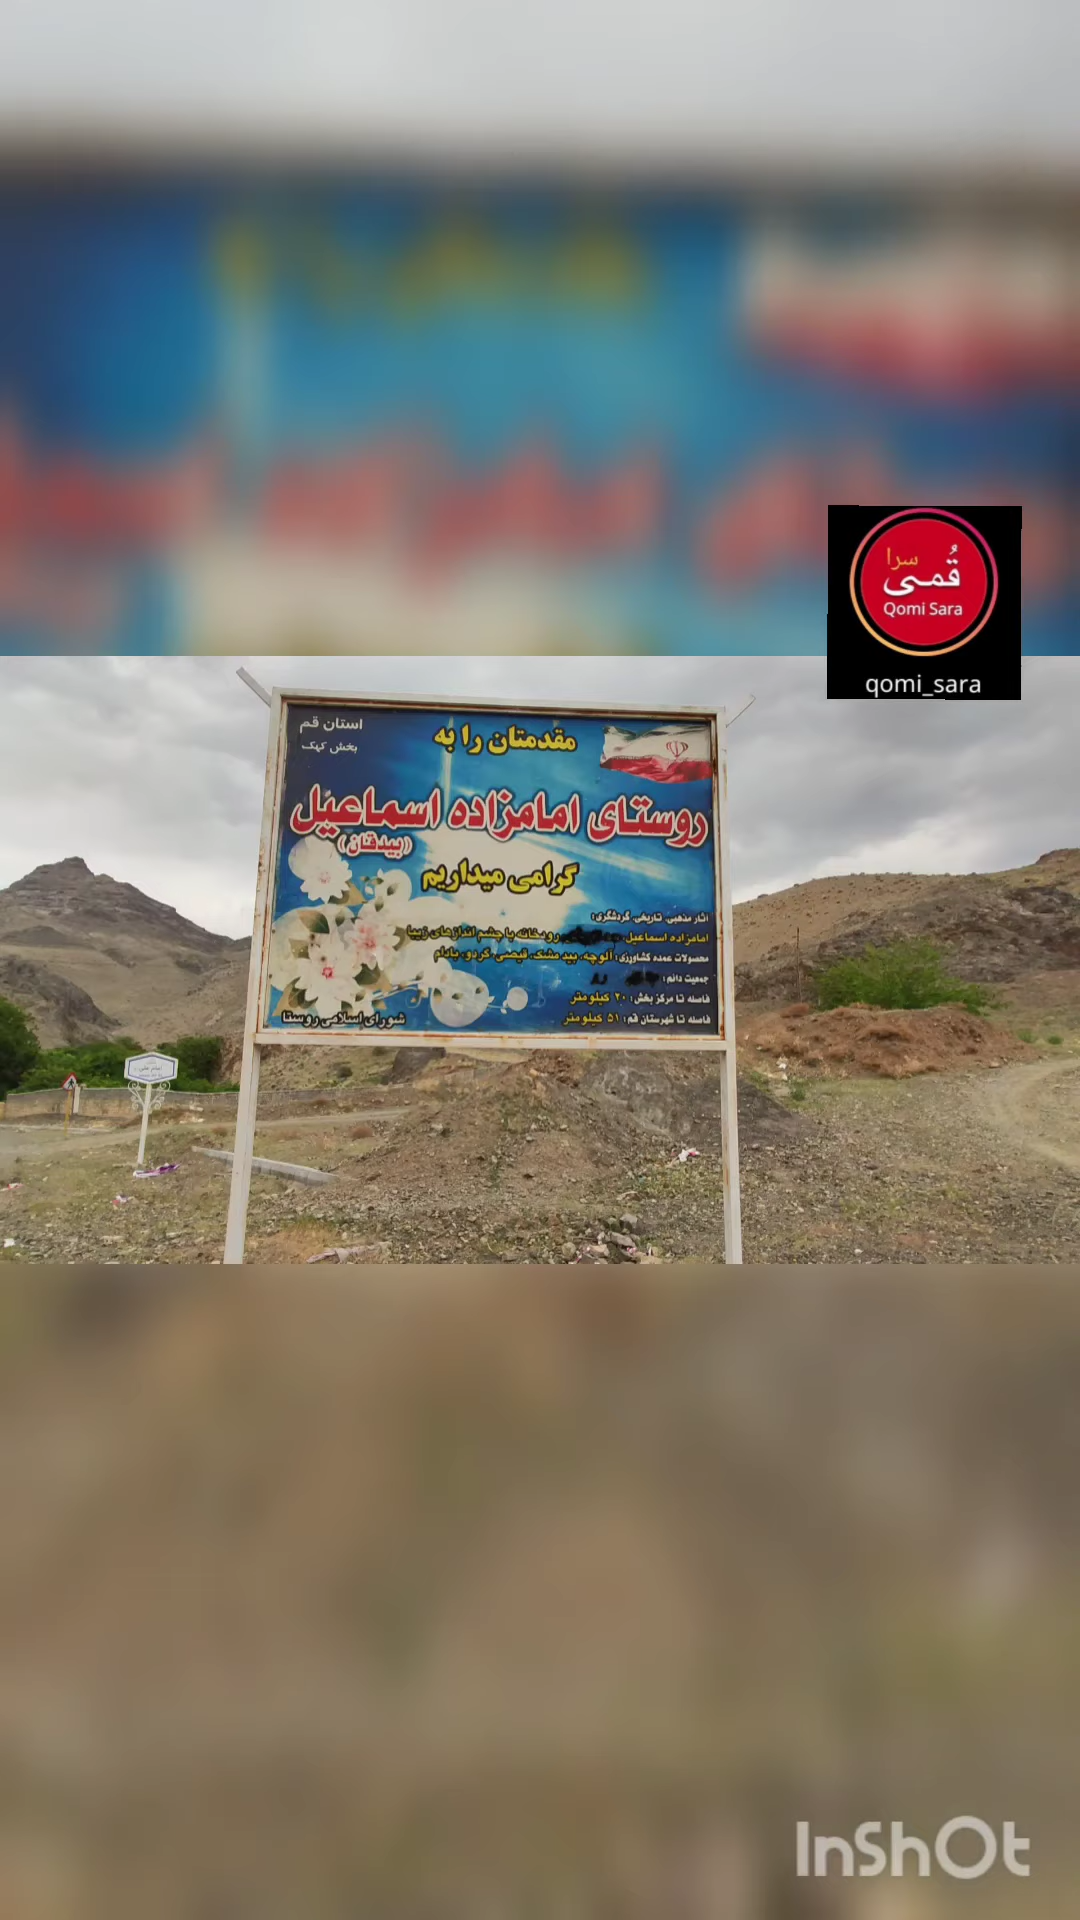 سرا
قُمی
Qomi Sara
qomi_sara
استان قم
بخش کهک
مقدمتان را به
روستای امامزاده اسماعیل
(بیدقان)
گرامی میداریم
آثار مذهبی، تاریخی، گردشگری:
امامزاده اسماعیل، رودخانه با چشم اندازهای زیبا
محصولات عمده کشاورزی: آلوچه، بید مشک، قیصی، گردو، بادام
جمعیت دائم:
فاصله تا مرکز بخش: ۲۰ کیلومتر
فاصله تا شهرستان قم: ۵۱ کیلومتر
شورای اسلامی روستا
InShOt